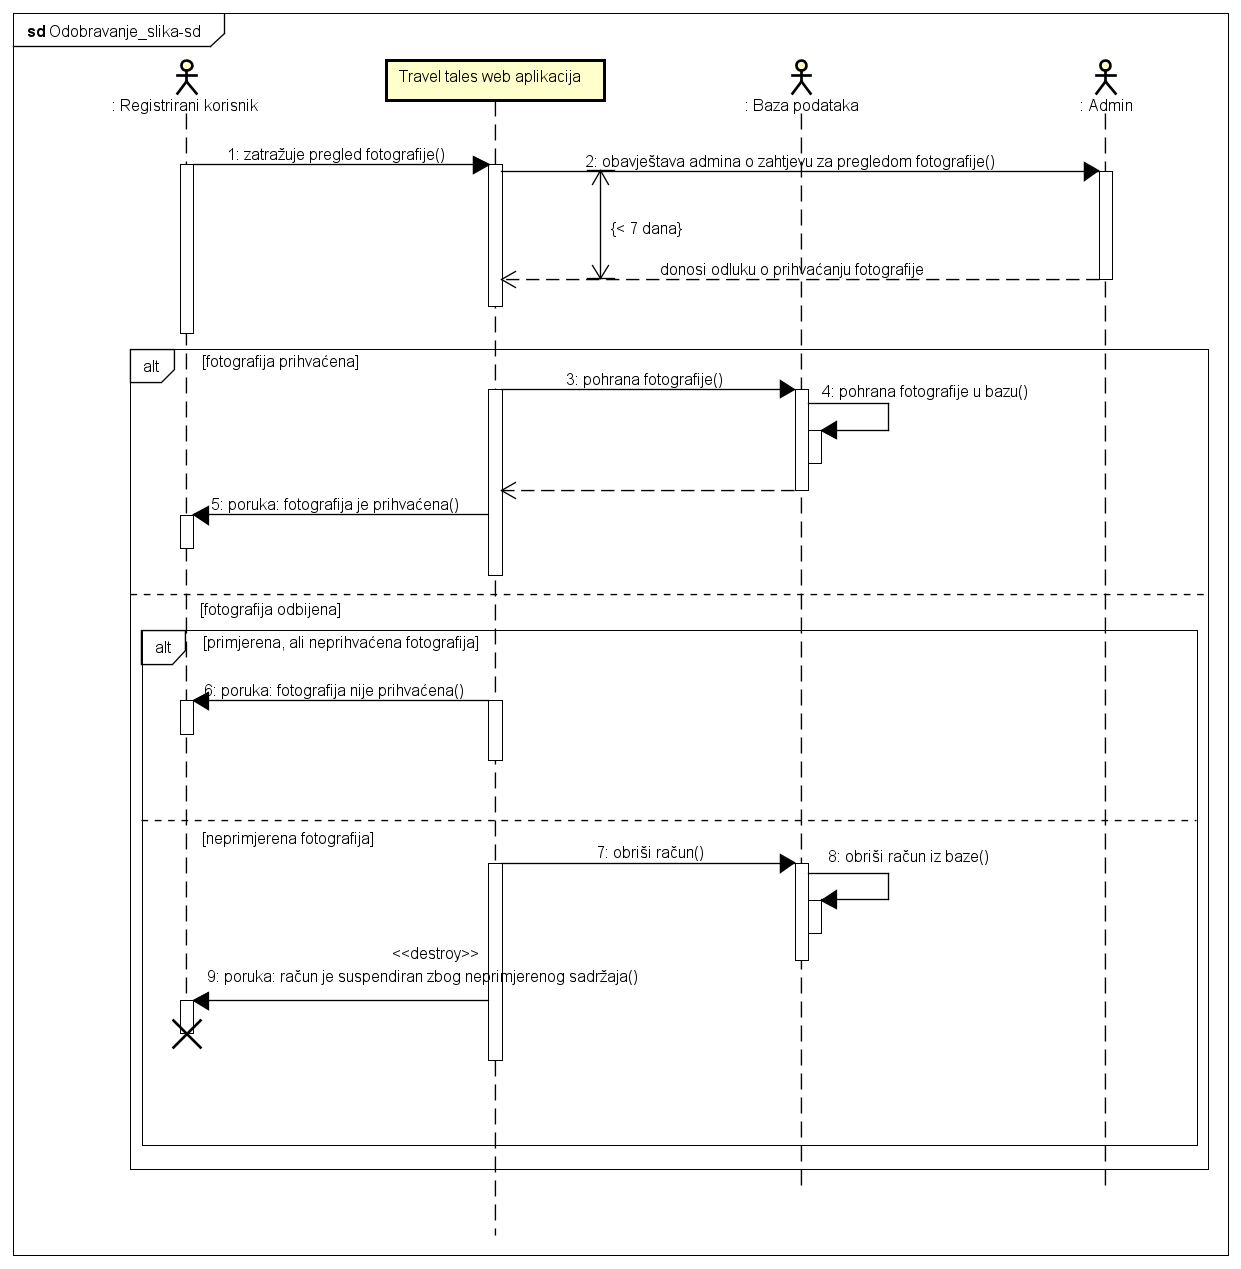 sd Odobravanje_slika-sd
Travel tales web aplikacija
: Registrirani korisnik
: Baza podataka
: Admin
1: zatražuje pregled fotografije()
2: obavještava admina o zahtjevu za pregledom fotografije()
{< 7 dana}
donosi odluku o prihvaćanju fotografije
alt
[fotografija prihvaćena]
3: pohrana fotografije()
4: pohrana fotografije u bazu()
5: poruka: fotografija je prihvaćena()
[fotografija odbijena]
alt
[primjerena, ali neprihvaćena fotografija]
6: poruka: fotografija nije prihvaćena()
[neprimjerena fotografija]
7: obriši račun()
8: obriši račun iz baze()
<<destroy>>
9: poruka: račun je suspendiran zbog neprimjerenog sadržaja()